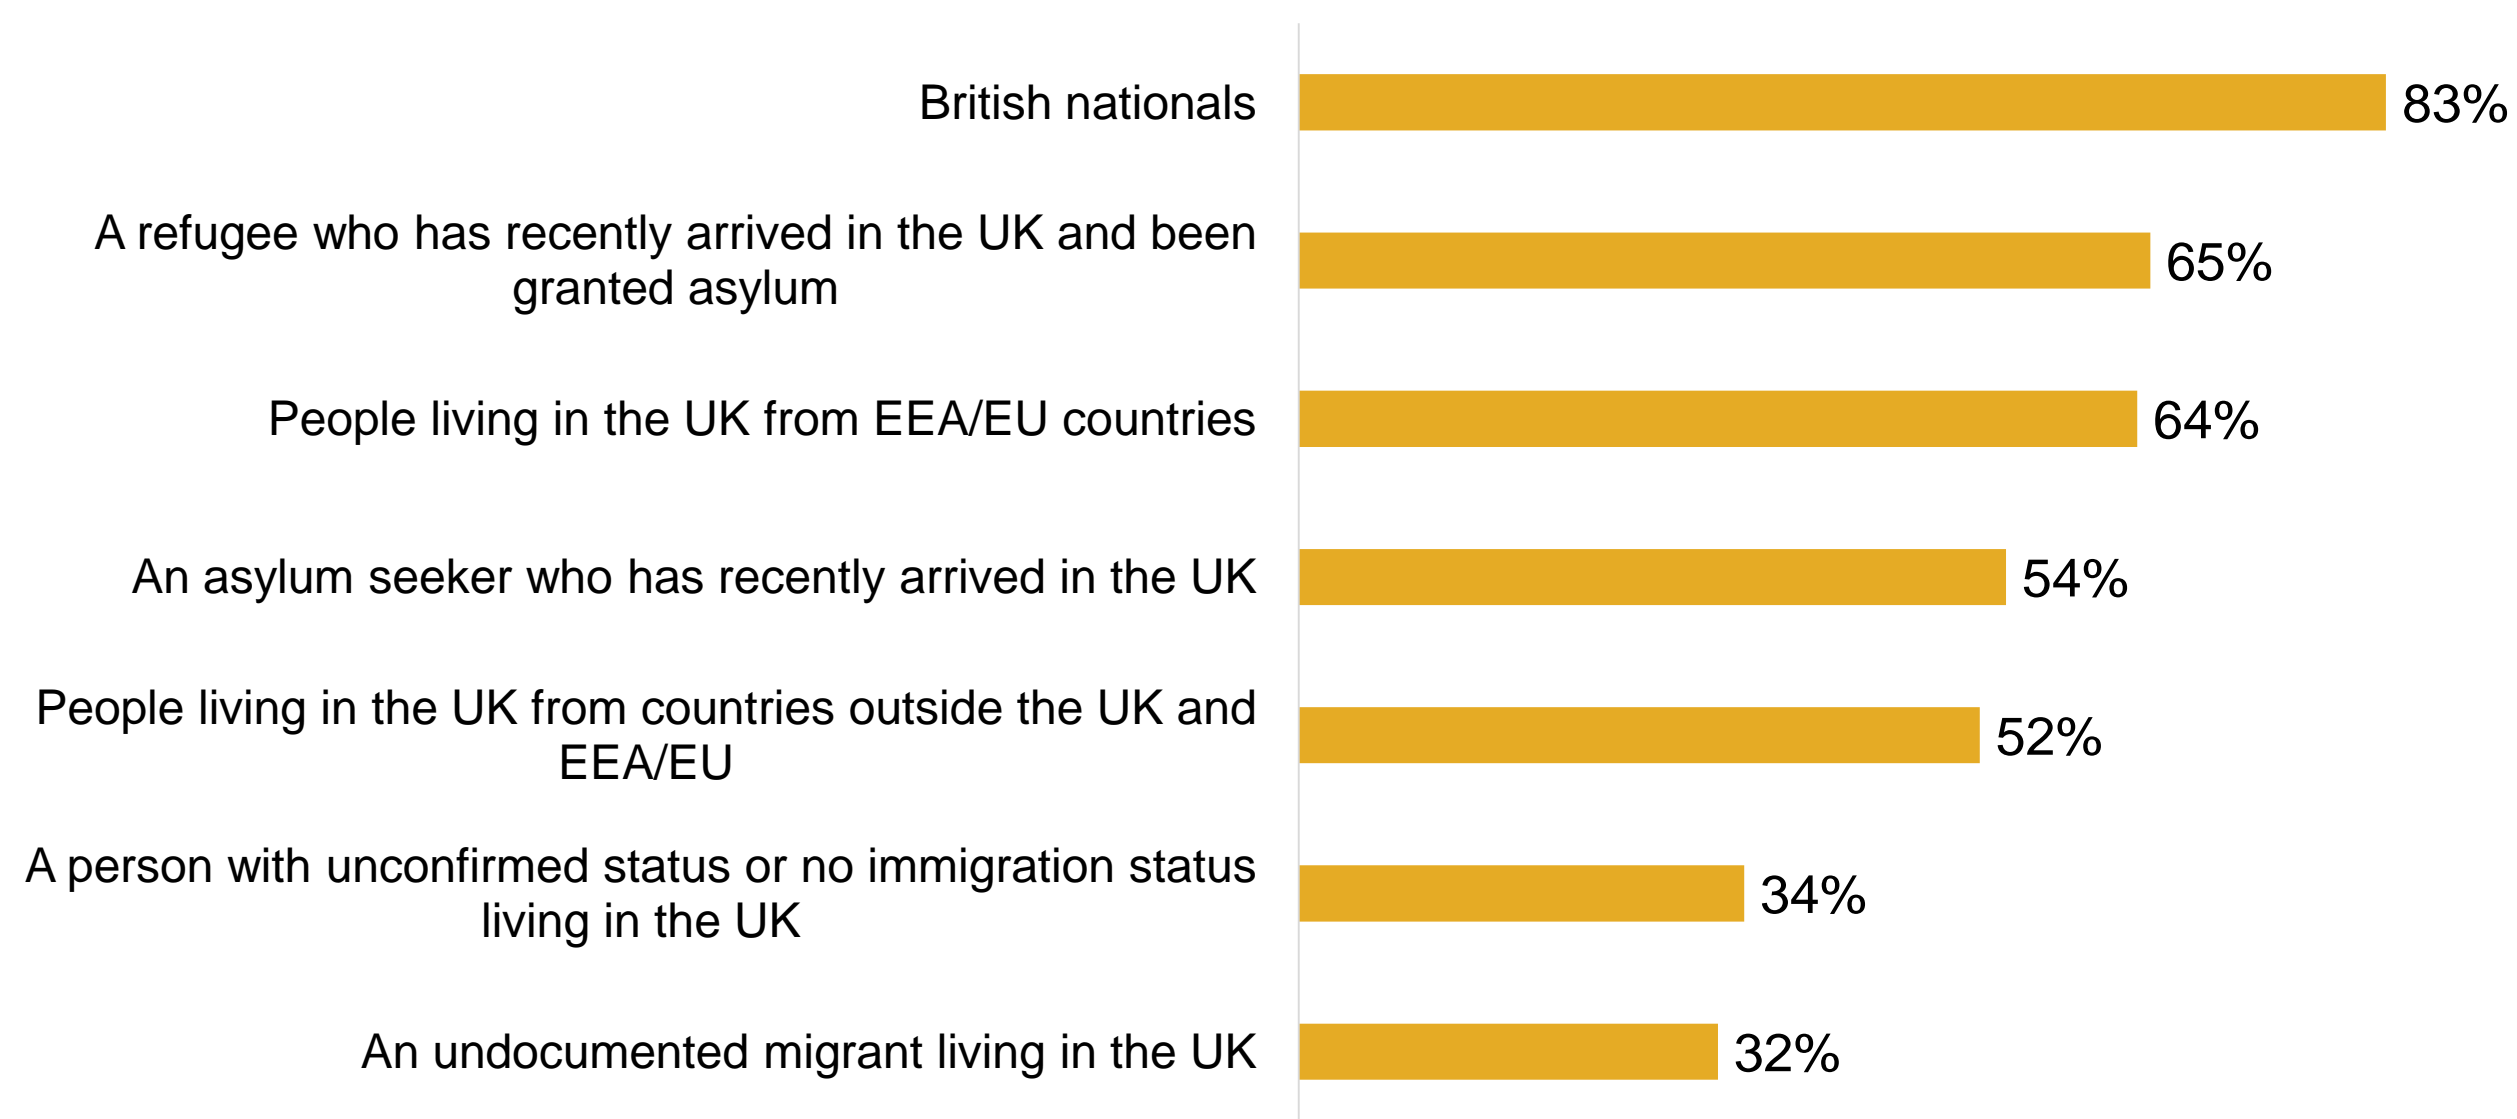 British nationals
83%
A refugee who has recently arrived in the UK and been
granted asylum
65%
People living in the UK from EEA/EU countries
64%
An asylum seeker who has recently arrived in the UK
54%
People living in the UK from countries outside the UK and
EEA/EU
52%
A person with unconfirmed status or no immigration status
living in the UK
34%
An undocumented migrant living in the UK
32%